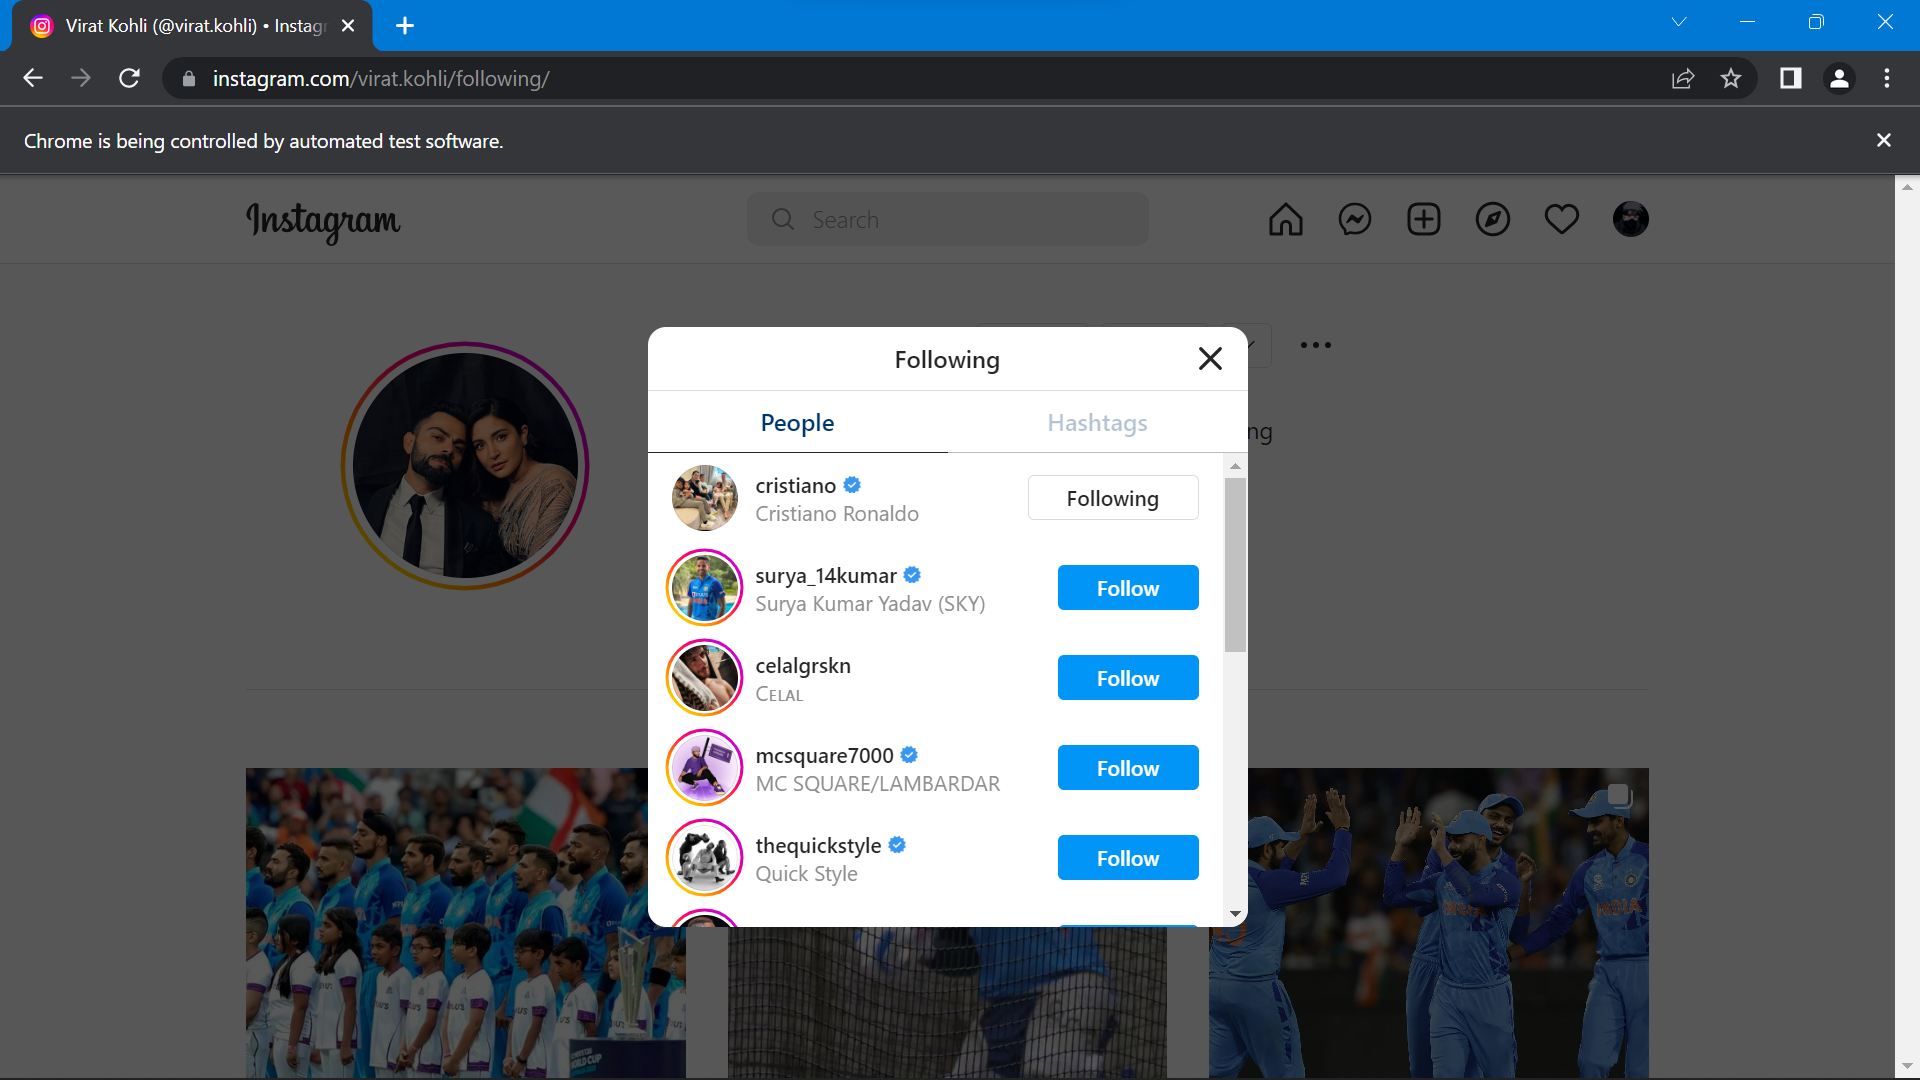 Virat Kohli (@virat.kohli) • Instagr
instagram.com/virat.kohli/following/
Chrome is being controlled by automated test software.
Instagram
Search
Following
People
Hashtags
ng
cristiano
Cristiano Ronaldo
Following
surya_14kumar
Surya Kumar Yadav (SKY)
Follow
celalgrskn
Cᴇʟᴀʟ
Follow
mcsquare7000
MC SQUARE/LAMBARDAR
Follow
thequickstyle
Quick Style
Follow
INDIA